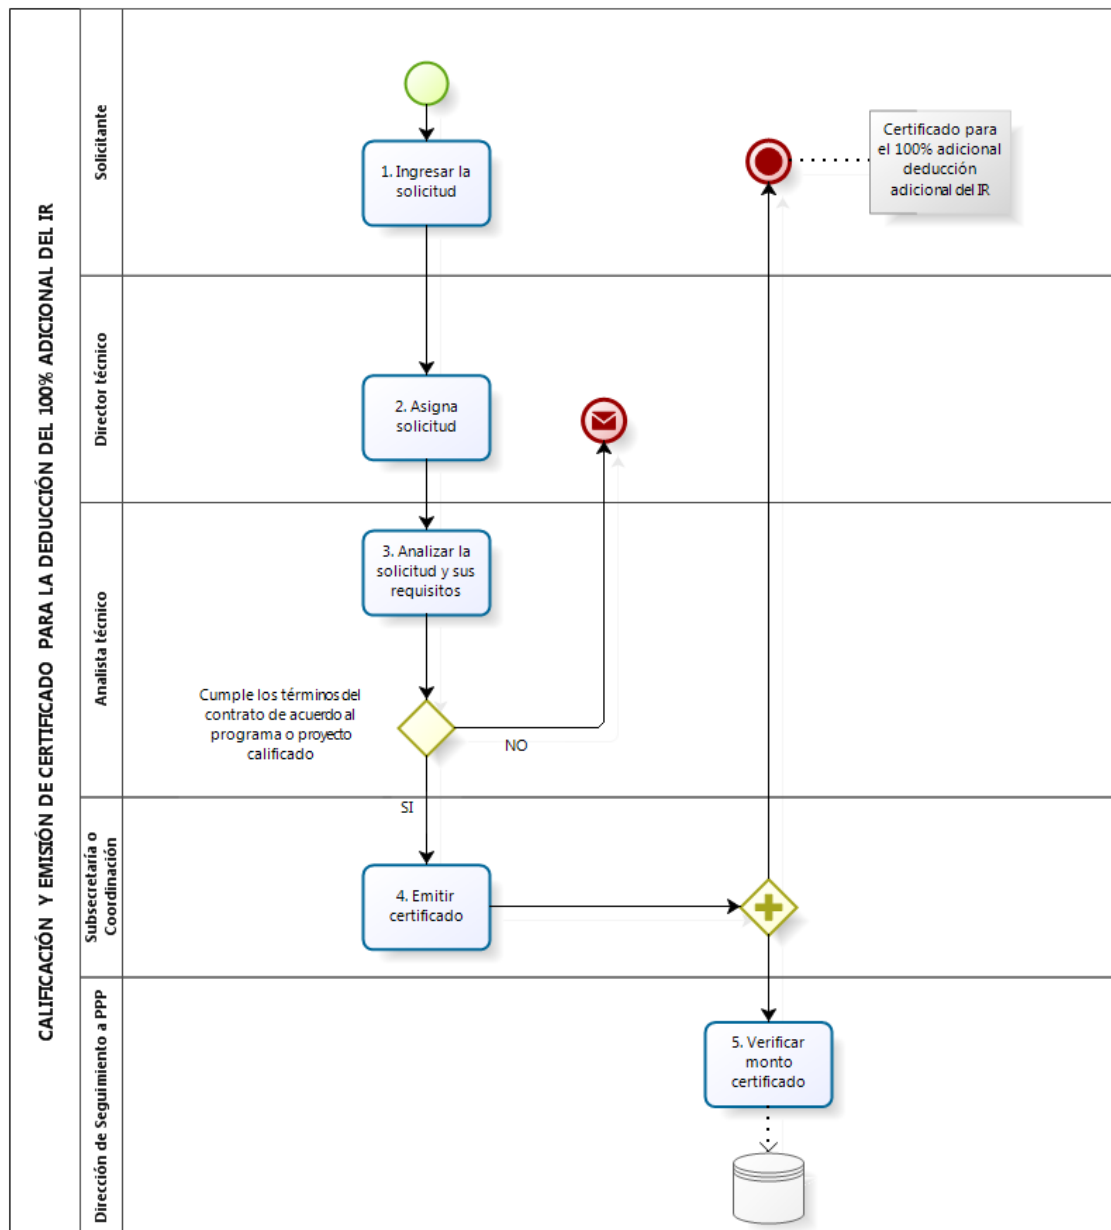 CALIFICACIÓN Y EMISIÓN DE CERTIFICADO PARA LA DEDUCCIÓN DEL 100% ADICIONAL DEL IR
Solicitante
1. Ingresar la
solicitud
Certificado para
el 100% adicional
deducción
adicional del IR
Director técnico
2. Asigna
solicitud
Analista técnico
3. Analizar la
solicitud y sus
requisitos
Cumple los términos del
contrato de acuerdo al
programa o proyecto
calificado
NO
SI
Subsecretaría o
Coordinación
4. Emitir
certificado
Dirección de Seguimiento a PPP
5. Verificar
monto
certificado